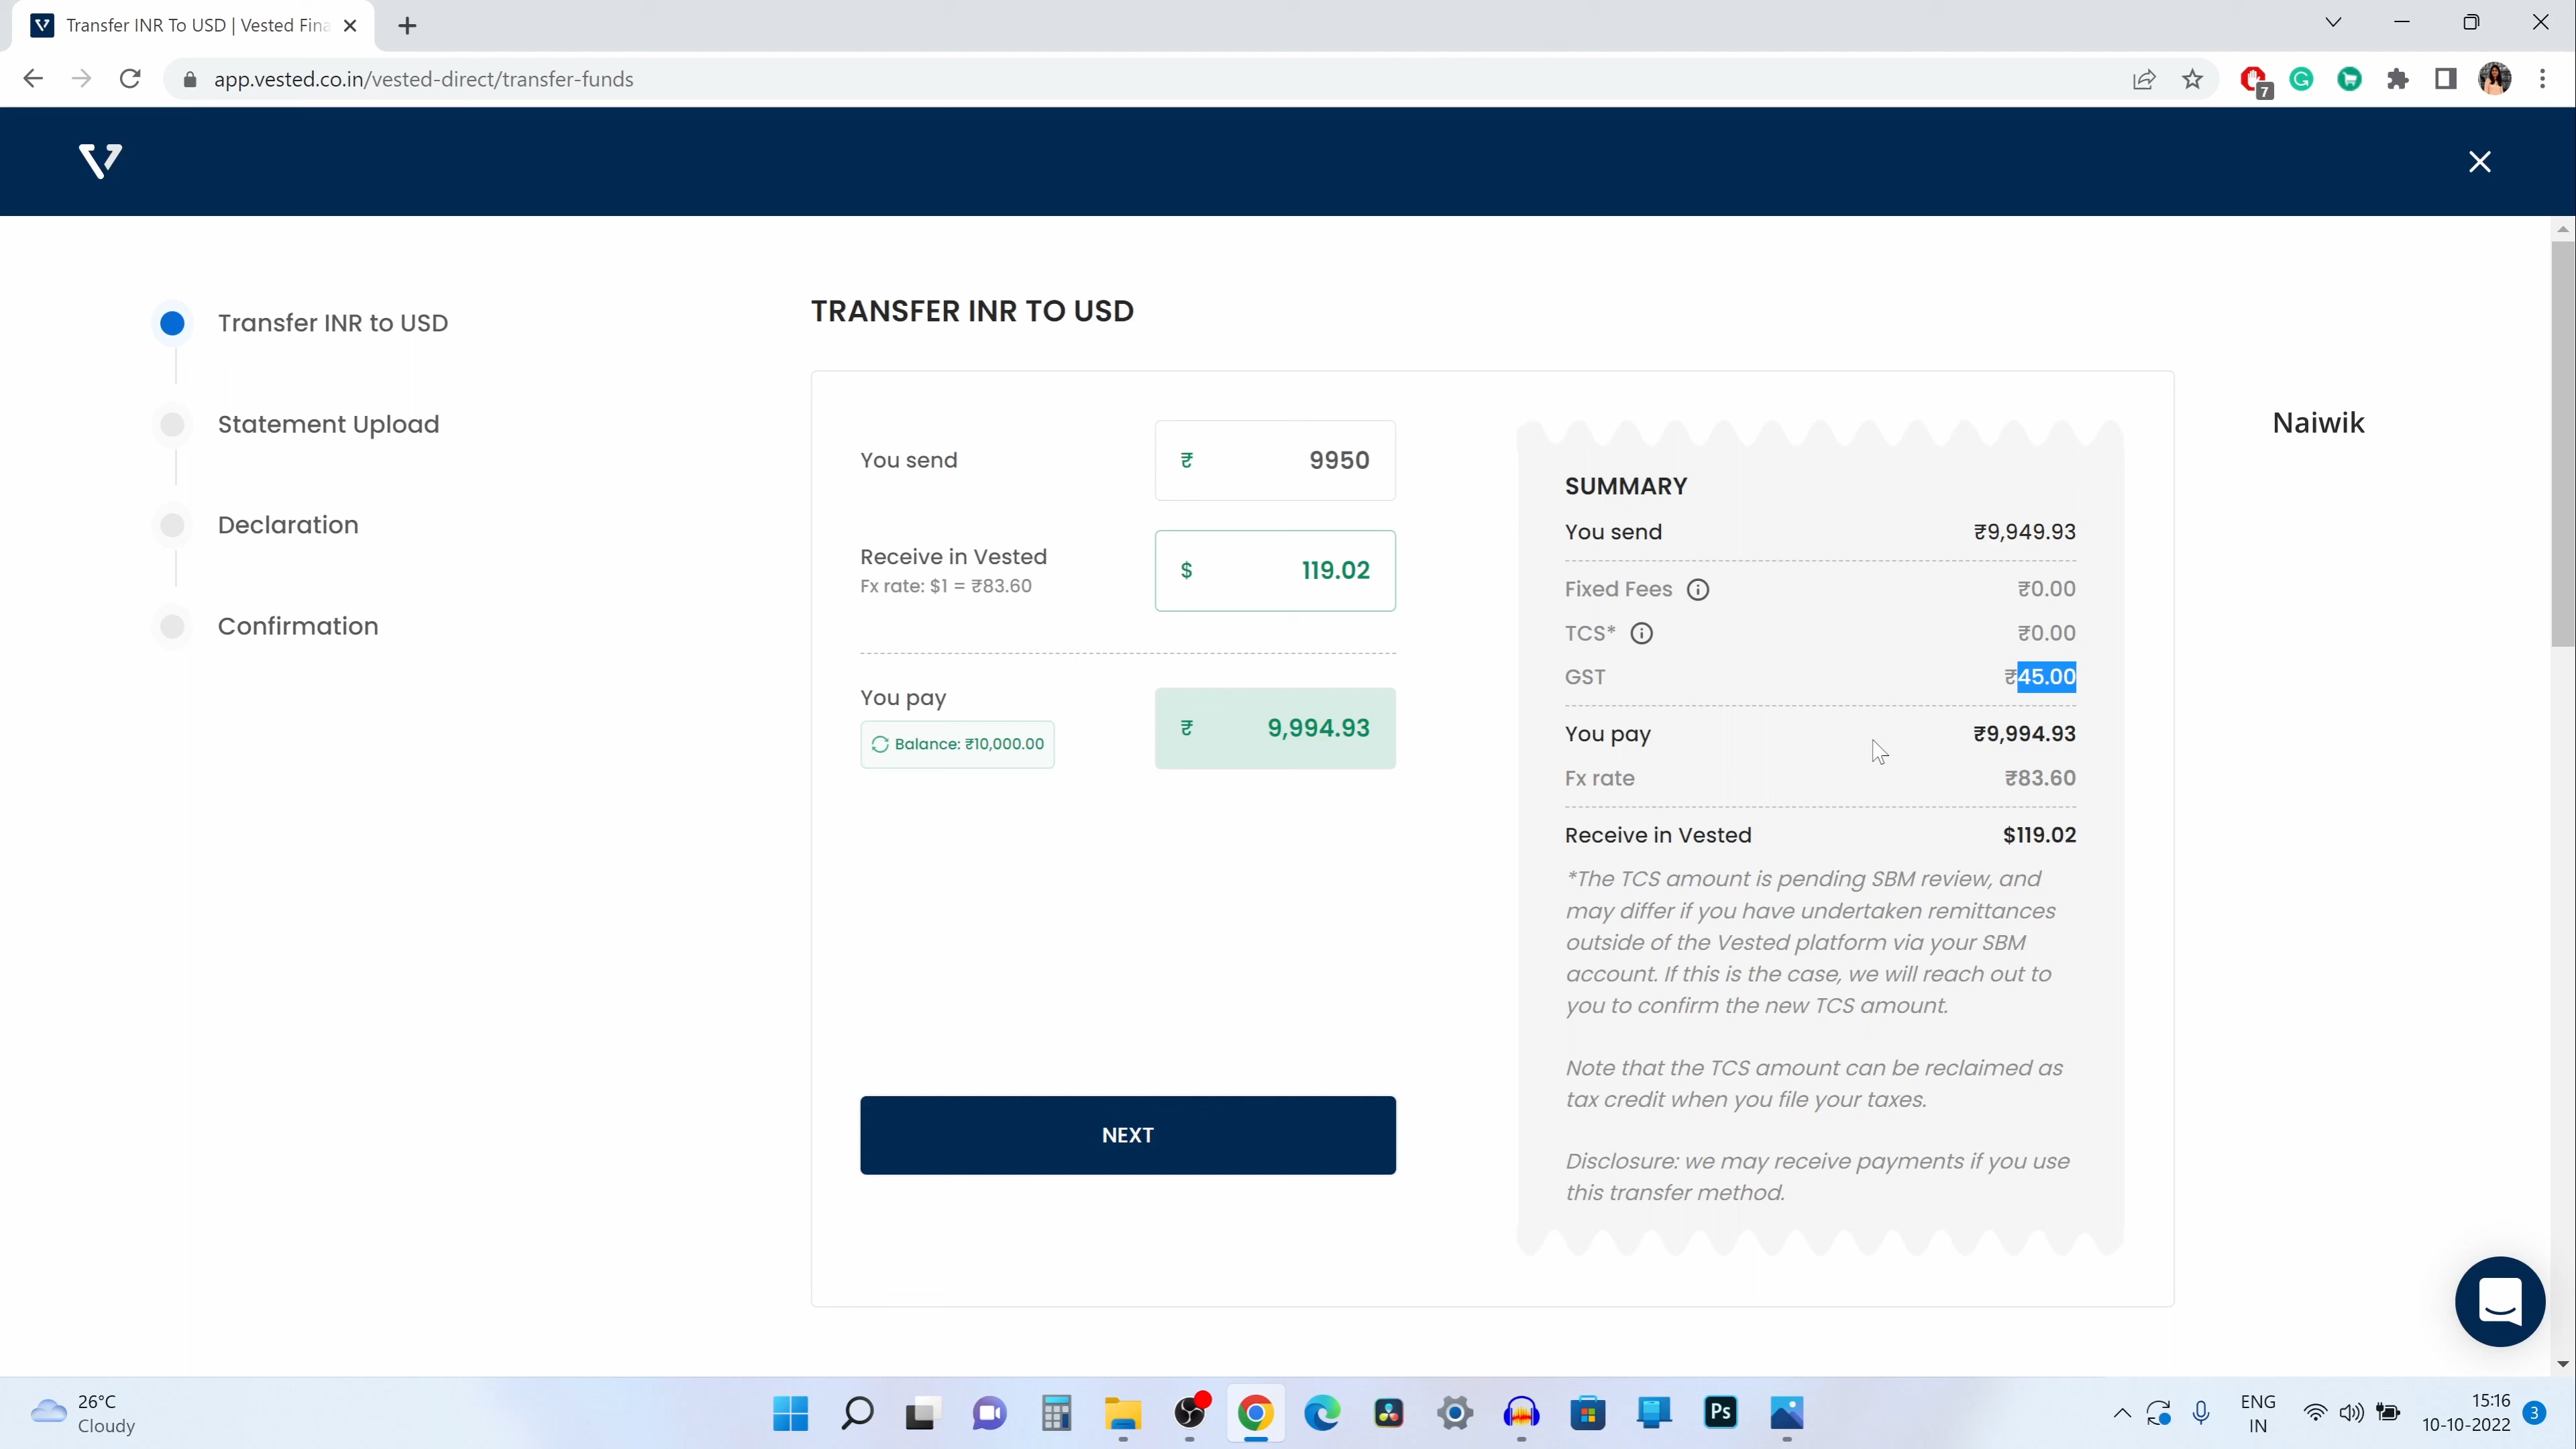 Transfer INR To USD | Vested Fina
app.vested.co.in/vested-direct/transfer-funds
7
Transfer INR to USD
Statement Upload
Declaration
Confirmation
TRANSFER INR TO USD
You send ₹ 9950
Receive in Vested $ 119.02
Fx rate: $1 = ₹83.60
You pay ₹ 9,994.93
Balance: ₹10,000.00
NEXT
SUMMARY
You send ₹9,949.93
Fixed Fees ₹0.00
TCS* ₹0.00
GST ₹45.00
You pay ₹9,994.93
Fx rate ₹83.60
Receive in Vested $119.02
*The TCS amount is pending SBM review, and
may differ if you have undertaken remittances
outside of the Vested platform via your SBM
account. If this is the case, we will reach out to
you to confirm the new TCS amount.
Note that the TCS amount can be reclaimed as
tax credit when you file your taxes.
Disclosure: we may receive payments if you use
this transfer method.
Naiwik
26°C
Cloudy
Ps
ENG
IN
15:16
10-10-2022
3